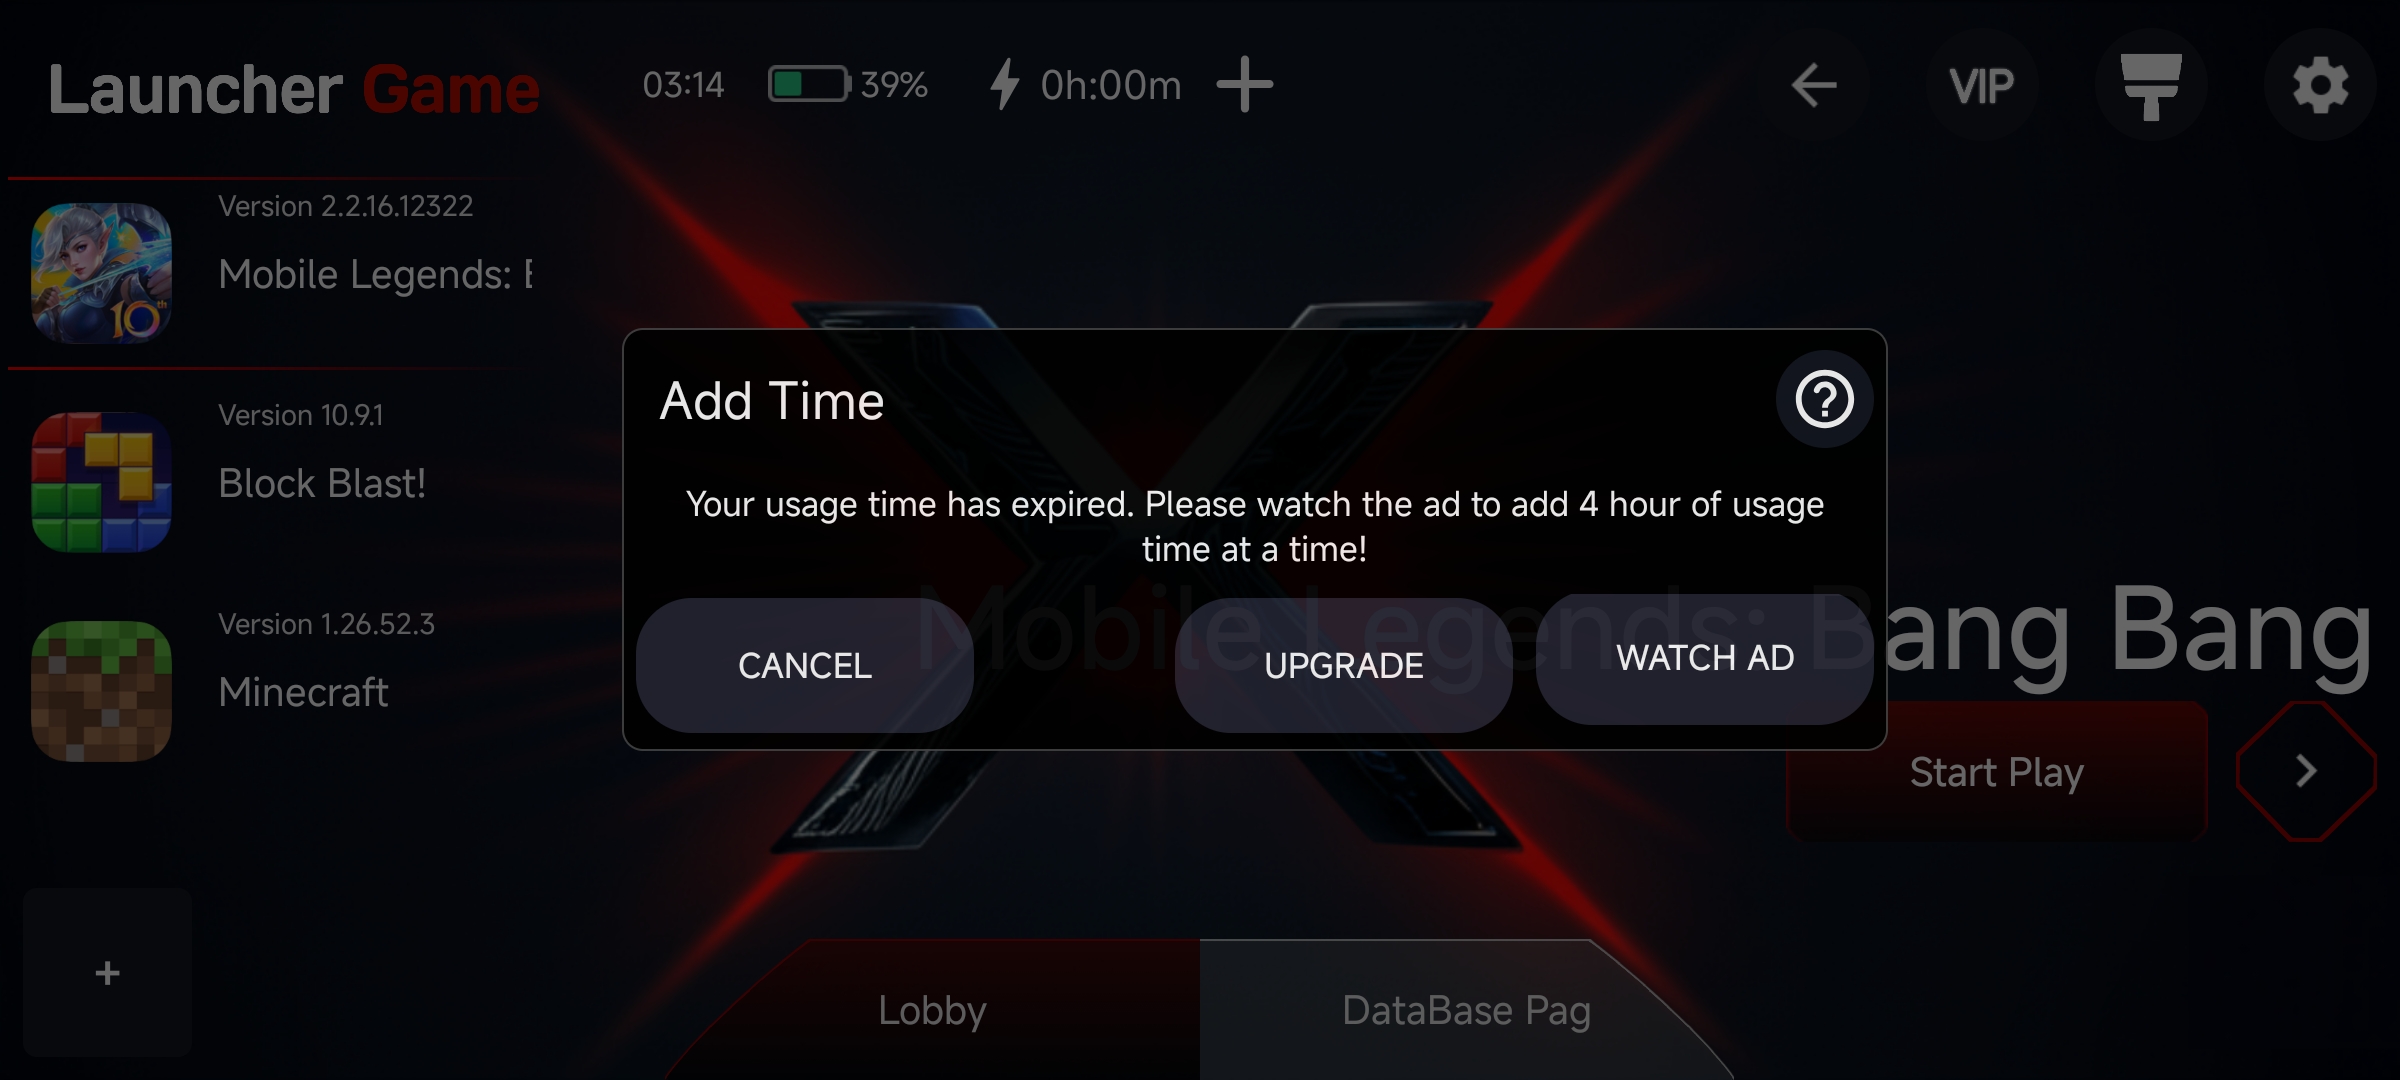 Launcher Game
03:14
39%
0h:00m
VIP
Version 2.2.16.12322
Mobile Legends:
10th
Version 10.9.1
Block Blast!
Version 1.26.52.3
Minecraft
Add Time
Your usage time has expired. Please watch the ad to add 4 hour of usage
time at a time!
Mobile Legends: Bang Bang
CANCEL
UPGRADE
WATCH AD
Start Play
+
Lobby
DataBase Pag